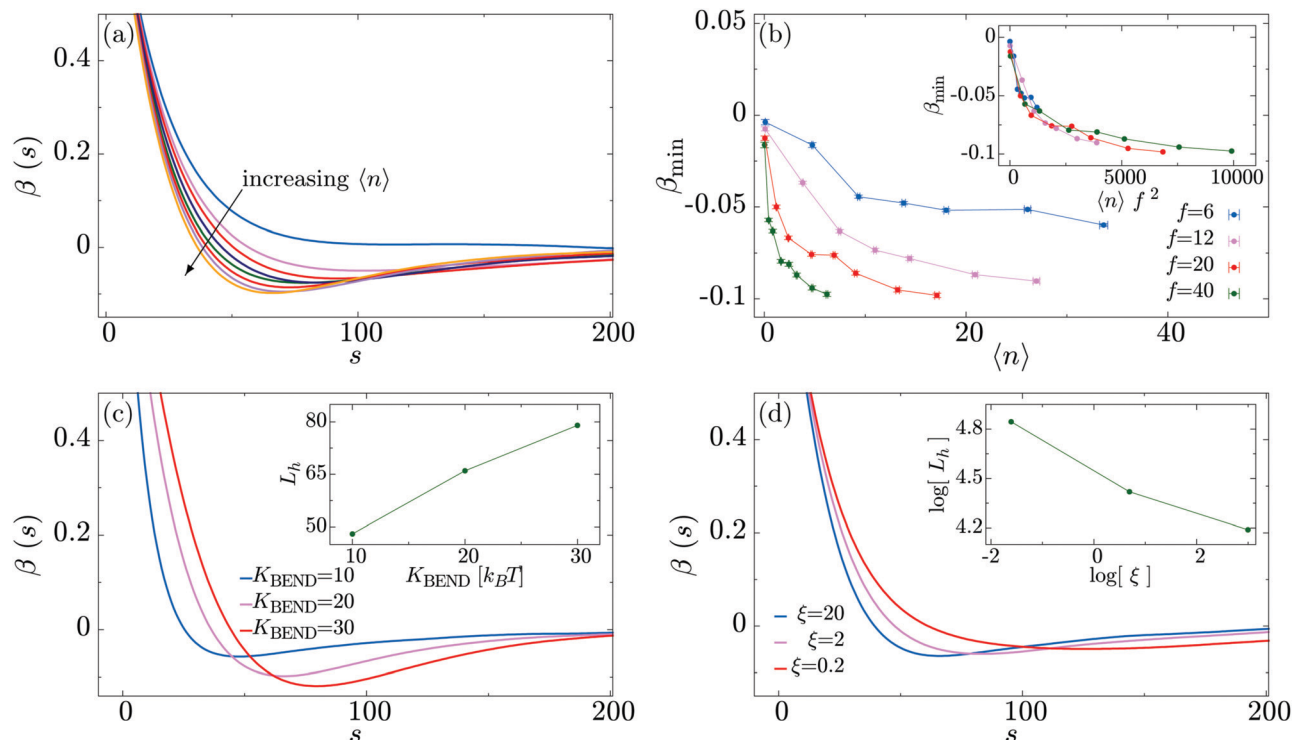 (a)
0.4
0.2
0
β (s)
increasing ⟨n⟩
0
100
200
s
(b)
0.05
0
-0.05
-0.1
β_min
0
20
40
⟨n⟩
0
-0.05
-0.1
β_min
0
5000
10000
⟨n⟩ f ²
f=6
f=12
f=20
f=40
(c)
0.4
0.2
0
β (s)
80
65
50
L_h
10
20
30
K_BEND [k_BT]
K_BEND=10
K_BEND=20
K_BEND=30
0
100
200
s
(d)
0.4
0.2
0
β (s)
4.8
4.5
4.2
log[ L_h ]
-2
0
2
log[ ξ ]
ξ=20
ξ=2
ξ=0.2
0
100
200
s